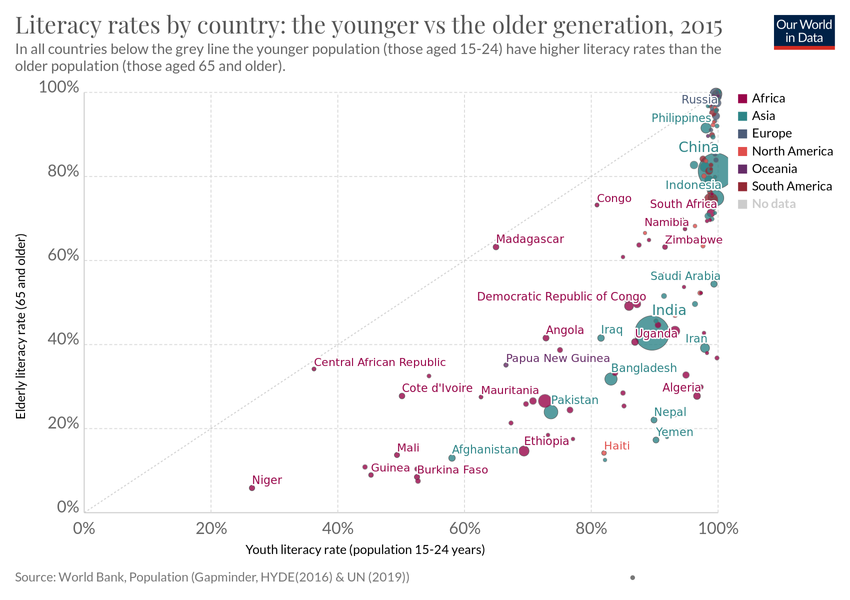 Literacy rates by country: the younger vs the older generation, 2015
Our World
in Data
In all countries below the grey line the younger population (those aged 15-24) have higher literacy rates than the
older population (those aged 65 and older).
100%
80%
60%
40%
20%
0%
Elderly literacy rate (65 and older)
Russia
Philippines
China
Indonesia
Congo
South Africa
Namibia
Madagascar
Zimbabwe
Saudi Arabia
Democratic Republic of Congo
India
Angola
Iraq
Uganda
Iran
Central African Republic
Papua New Guinea
Bangladesh
Cote d'Ivoire
Mauritania
Algeria
Pakistan
Nepal
Yemen
Ethiopia
Mali
Afghanistan
Haiti
Guinea
Burkina Faso
Niger
0%
20%
40%
60%
80%
100%
Youth literacy rate (population 15-24 years)
Africa
Asia
Europe
North America
Oceania
South America
No data
Source: World Bank, Population (Gapminder, HYDE(2016) & UN (2019))